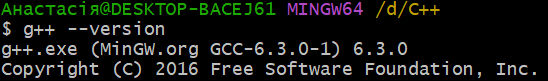 Анастасія@DESKTOP-BACEJ61 MINGW64 /d/C++
$ g++ --version
g++.exe (MinGW.org GCC-6.3.0-1) 6.3.0
Copyright (C) 2016 Free Software Foundation, Inc.